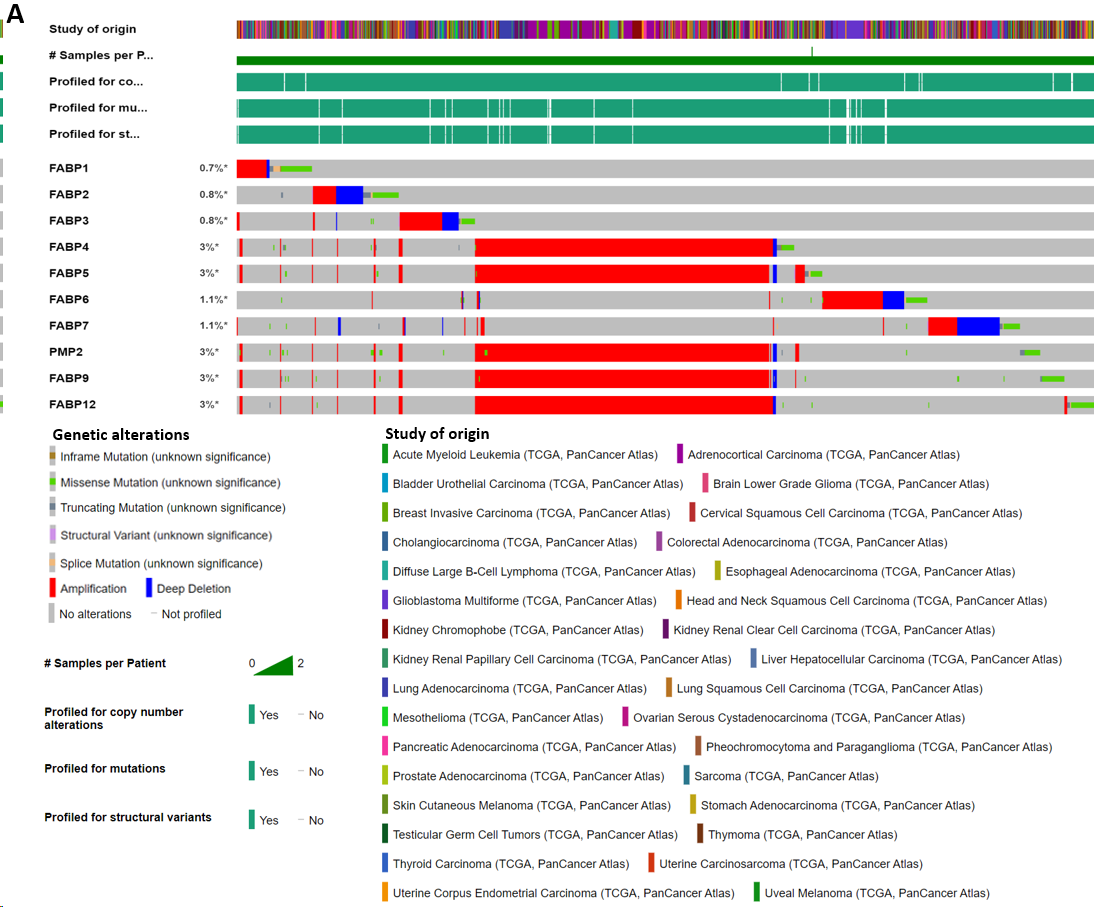 A
Study of origin
# Samples per P...
Profiled for co...
Profiled for mu...
Profiled for st...
FABP1 0.7%*
FABP2 0.8%*
FABP3 0.8%*
FABP4 3%*
FABP5 3%*
FABP6 1.1%*
FABP7 1.1%*
PMP2 3%*
FABP9 3%*
FABP12 3%*
Genetic alterations
Inframe Mutation (unknown significance)
Missense Mutation (unknown significance)
Truncating Mutation (unknown significance)
Structural Variant (unknown significance)
Splice Mutation (unknown significance)
Amplification Deep Deletion
No alterations Not profiled
# Samples per Patient 0 2
Profiled for copy number
alterations
Yes No
Profiled for mutations Yes No
Profiled for structural variants Yes No
Study of origin
Acute Myeloid Leukemia (TCGA, PanCancer Atlas) Adrenocortical Carcinoma (TCGA, PanCancer Atlas)
Bladder Urothelial Carcinoma (TCGA, PanCancer Atlas) Brain Lower Grade Glioma (TCGA, PanCancer Atlas)
Breast Invasive Carcinoma (TCGA, PanCancer Atlas) Cervical Squamous Cell Carcinoma (TCGA, PanCancer Atlas)
Cholangiocarcinoma (TCGA, PanCancer Atlas) Colorectal Adenocarcinoma (TCGA, PanCancer Atlas)
Diffuse Large B-Cell Lymphoma (TCGA, PanCancer Atlas) Esophageal Adenocarcinoma (TCGA, PanCancer Atlas)
Glioblastoma Multiforme (TCGA, PanCancer Atlas) Head and Neck Squamous Cell Carcinoma (TCGA, PanCancer Atlas)
Kidney Chromophobe (TCGA, PanCancer Atlas) Kidney Renal Clear Cell Carcinoma (TCGA, PanCancer Atlas)
Kidney Renal Papillary Cell Carcinoma (TCGA, PanCancer Atlas) Liver Hepatocellular Carcinoma (TCGA, PanCancer Atlas)
Lung Adenocarcinoma (TCGA, PanCancer Atlas) Lung Squamous Cell Carcinoma (TCGA, PanCancer Atlas)
Mesothelioma (TCGA, PanCancer Atlas) Ovarian Serous Cystadenocarcinoma (TCGA, PanCancer Atlas)
Pancreatic Adenocarcinoma (TCGA, PanCancer Atlas) Pheochromocytoma and Paraganglioma (TCGA, PanCancer Atlas)
Prostate Adenocarcinoma (TCGA, PanCancer Atlas) Sarcoma (TCGA, PanCancer Atlas)
Skin Cutaneous Melanoma (TCGA, PanCancer Atlas) Stomach Adenocarcinoma (TCGA, PanCancer Atlas)
Testicular Germ Cell Tumors (TCGA, PanCancer Atlas) Thymoma (TCGA, PanCancer Atlas)
Thyroid Carcinoma (TCGA, PanCancer Atlas) Uterine Carcinosarcoma (TCGA, PanCancer Atlas)
Uterine Corpus Endometrial Carcinoma (TCGA, PanCancer Atlas) Uveal Melanoma (TCGA, PanCancer Atlas)